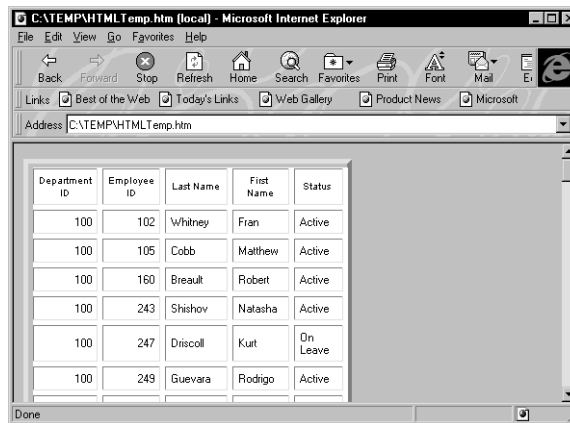 C:\TEMP\HTMLTemp.htm (local) - Microsoft Internet Explorer
File Edit View Go Favorites Help
Back Forward Stop Refresh Home Search Favorites Print Font Mail
Links Best of the Web Today's Links Web Gallery Product News Microsoft
Address C:\TEMP\HTMLTemp.htm
Department ID Employee ID Last Name First Name Status
100 102 Whitney Fran Active
100 105 Cobb Matthew Active
100 160 Breault Robert Active
100 243 Shishov Natasha Active
100 247 Driscoll Kurt On Leave
100 249 Guevara Rodrigo Active
Done